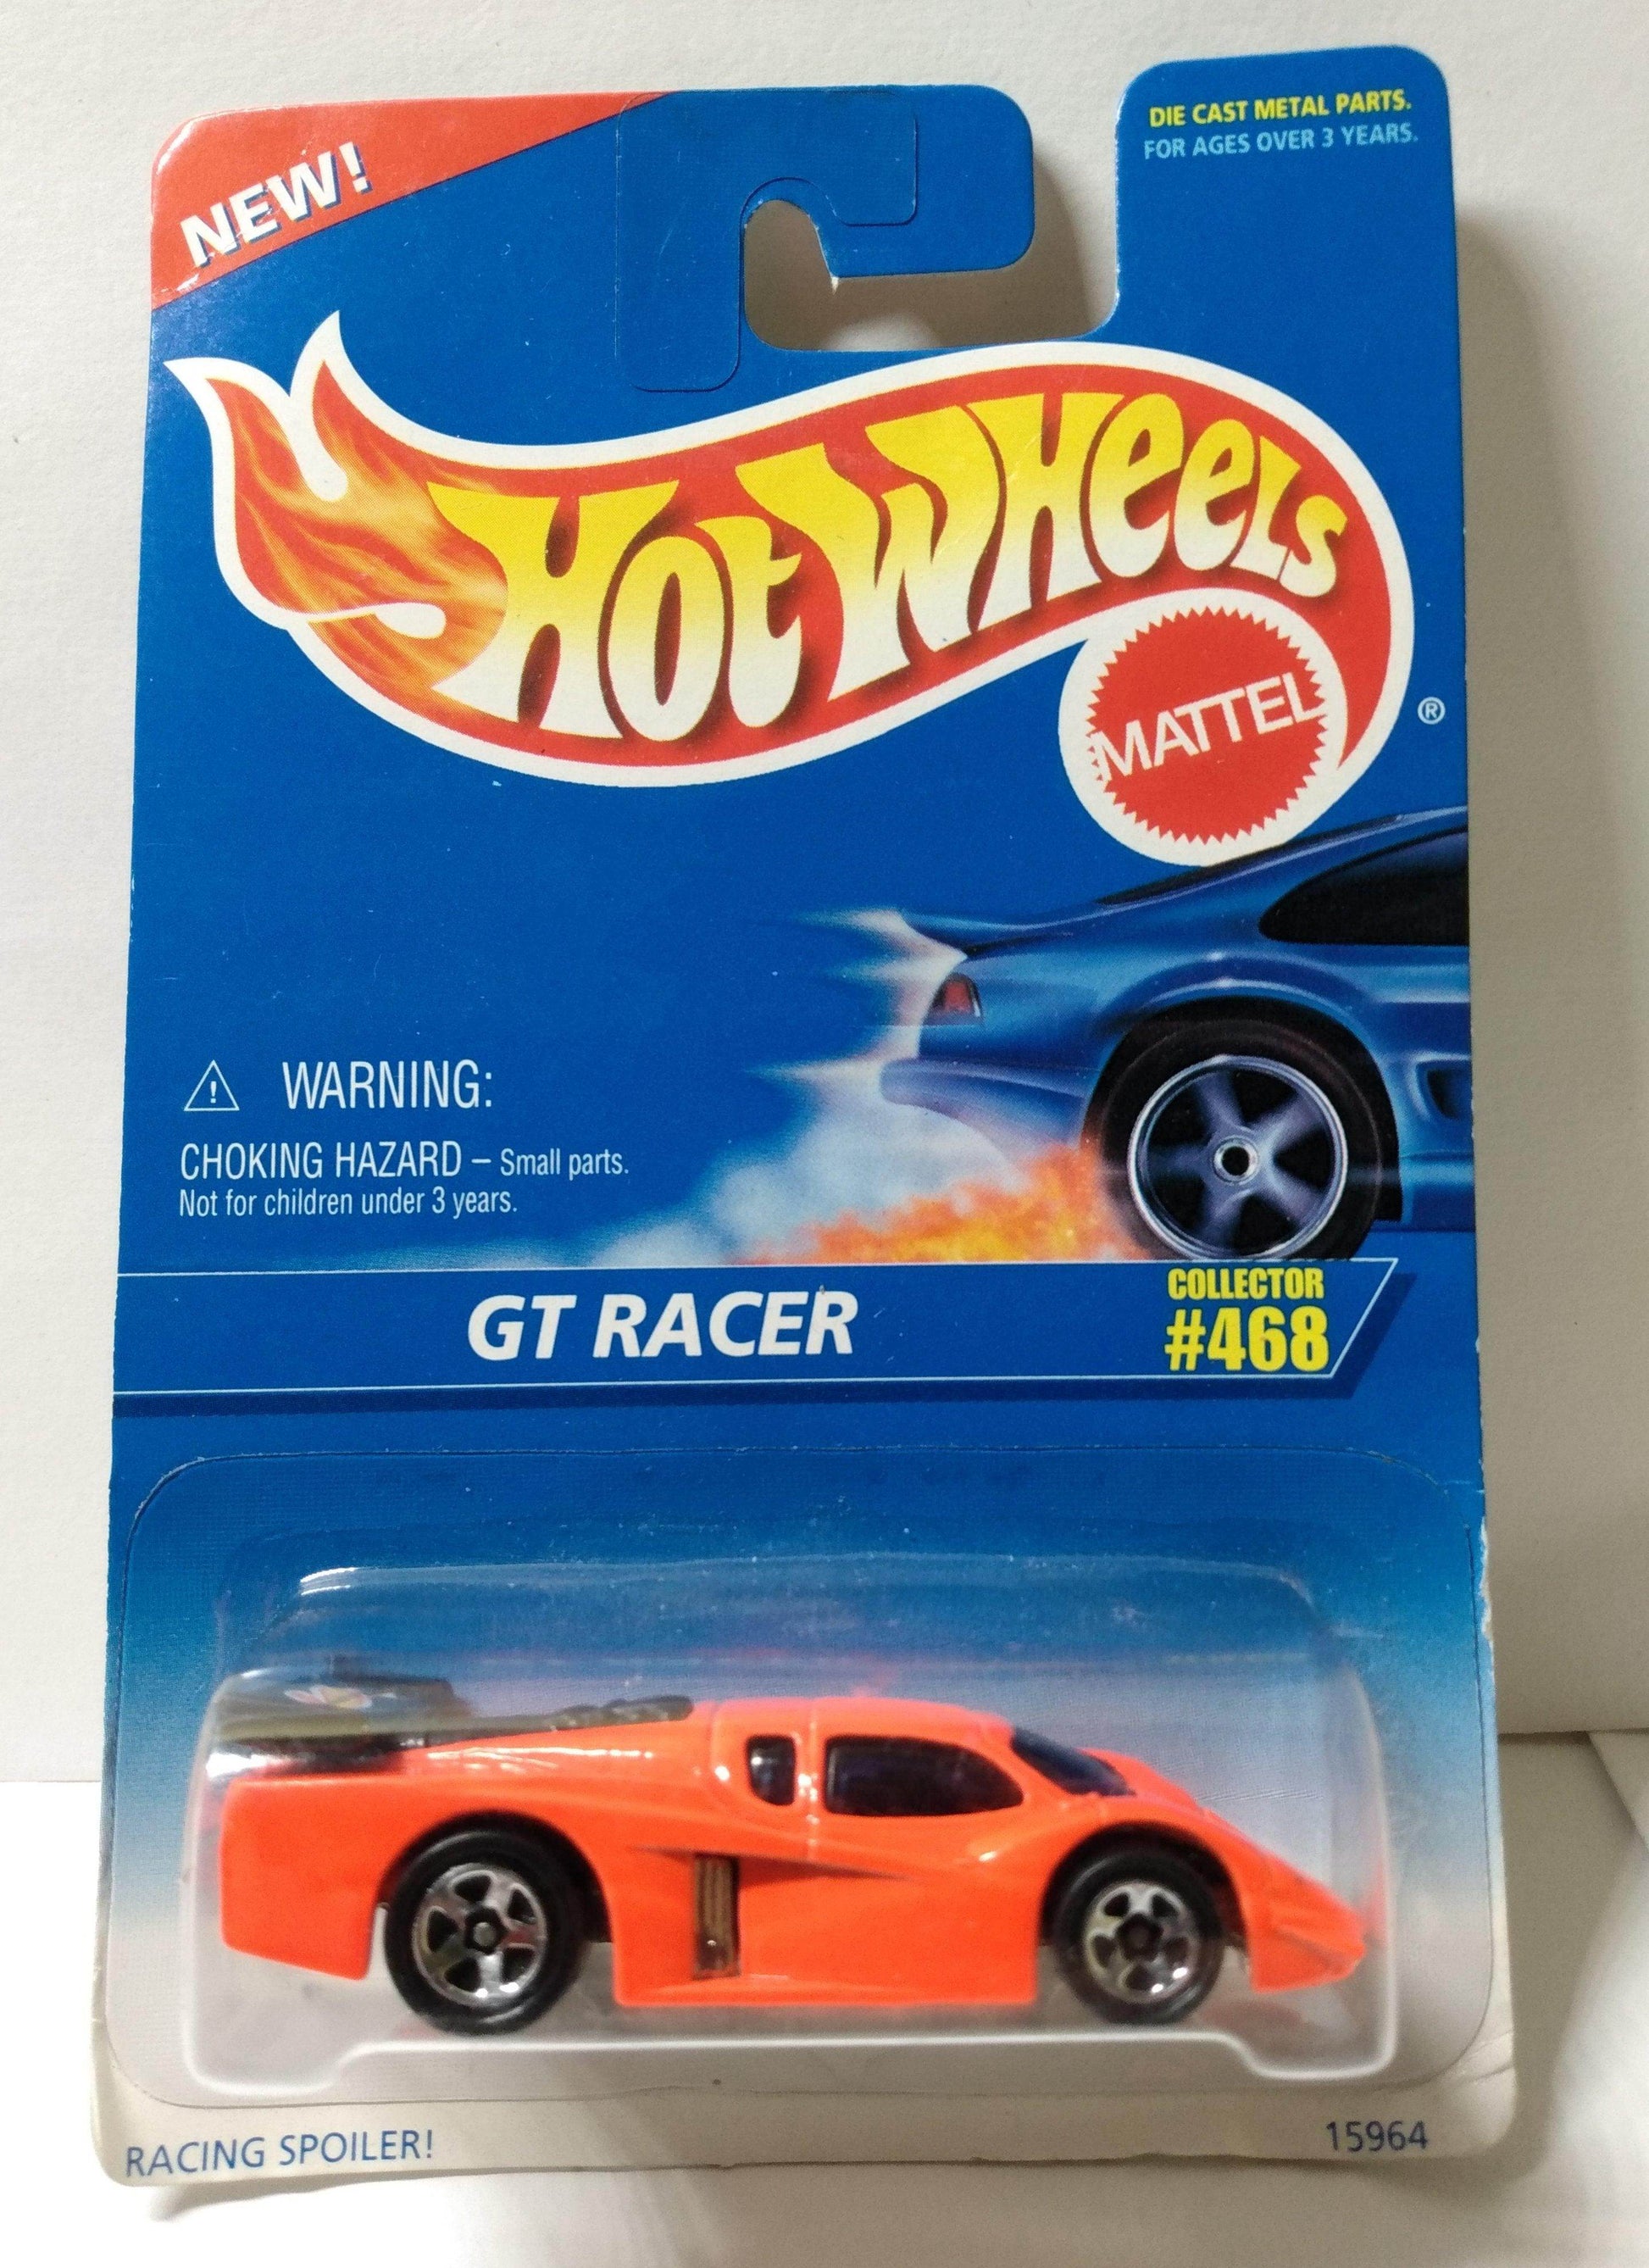 NEW!
DIE CAST METAL PARTS.
FOR AGES OVER 3 YEARS.
Hot Wheels
MATTEL
®
WARNING:
CHOKING HAZARD – Small parts.
Not for children under 3 years.
GT RACER
COLLECTOR
#468
RACING SPOILER!
15964